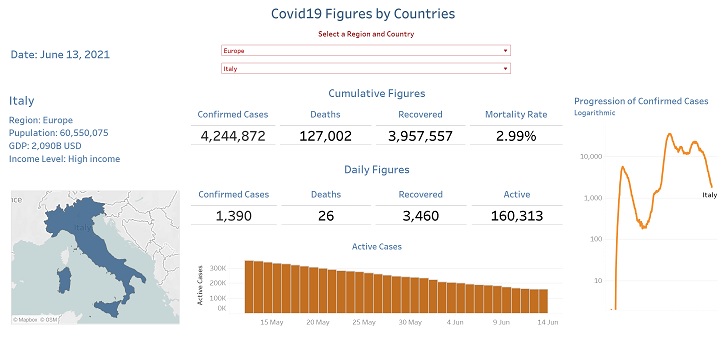 Covid19 Figures by Countries
Select a Region and Country
Date: June 13, 2021
Europe
Italy
Italy
Region: Europe
Pupulation: 60,550,075
GDP: 2,090B USD
Income Level: High income
Cumulative Figures
Confirmed Cases Deaths Recovered Mortality Rate
4,244,872 127,002 3,957,557 2.99%
Daily Figures
Confirmed Cases Deaths Recovered Active
1,390 26 3,460 160,313
Progression of Confirmed Cases
Logarithmic
10,000
1,000
100
10
Italy
nce
Italy
© Mapbox © OSM
Active Cases
Active Cases
300K
200K
100K
0K
15 May 20 May 25 May 30 May 4 Jun 9 Jun 14 Jun